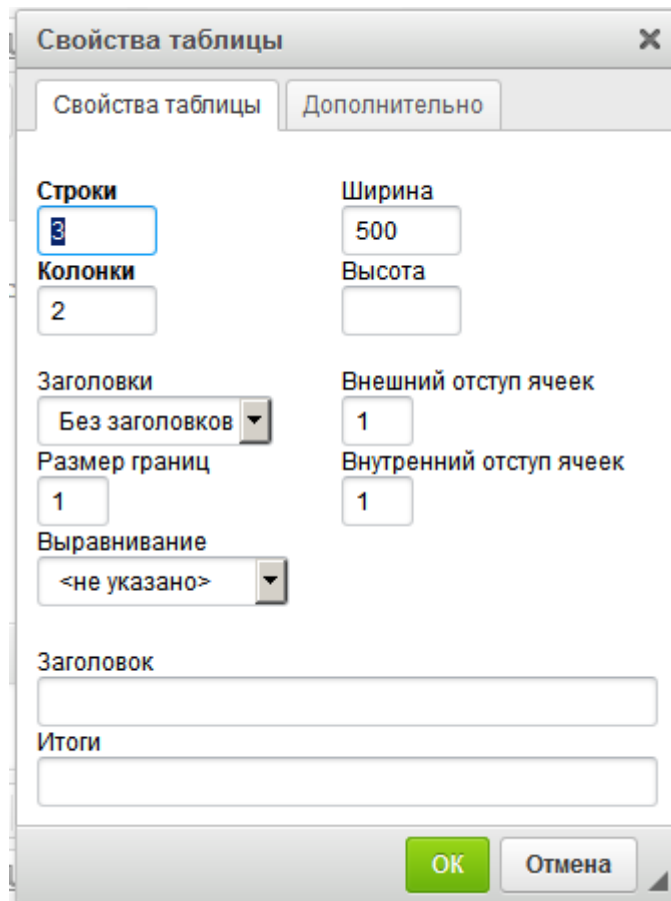 Свойства таблицы
Свойства таблицы Дополнительно
Строки Ширина
3 500
Колонки Высота
2
Заголовки Внешний отступ ячеек
Без заголовков 1
Размер границ Внутренний отступ ячеек
1 1
Выравнивание
<не указано>
Заголовок
Итоги
ОК Отмена